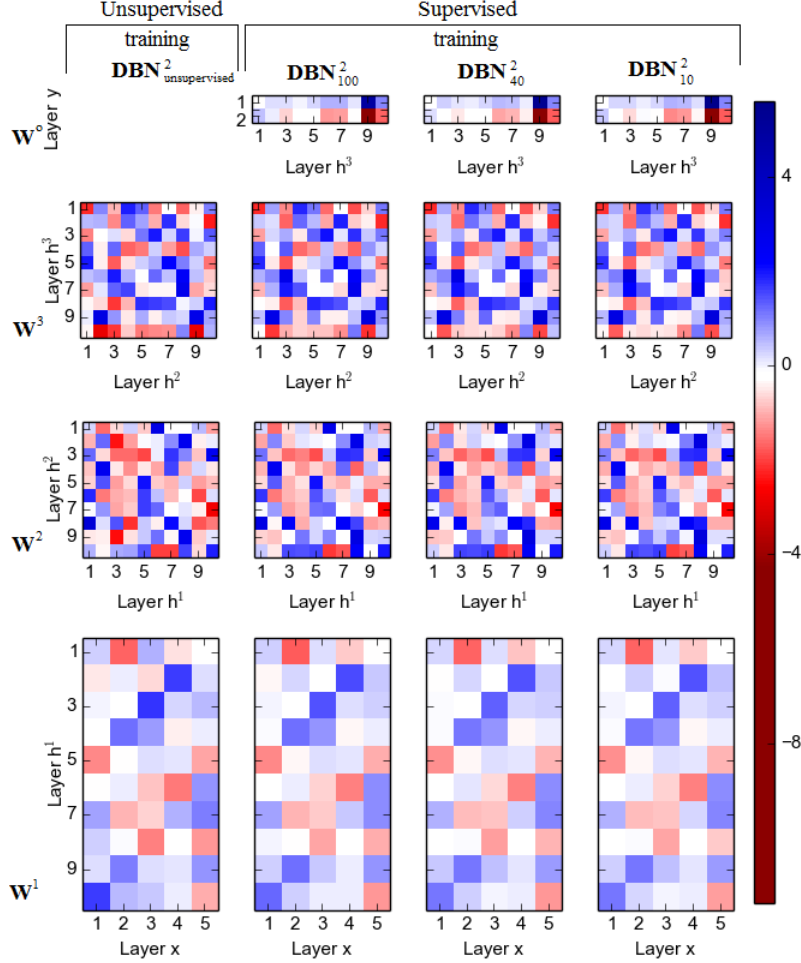 Unsupervised Supervised
training training
DBN²unsupervised DBN²100 DBN²40 DBN²10
W° Layer y 1 2
1 3 5 7 9 1 3 5 7 9 1 3 5 7 9
Layer h³ Layer h³ Layer h³
4
W³ Layer h³ 1 3 5 7 9
1 3 5 7 9 1 3 5 7 9 1 3 5 7 9 1 3 5 7 9
Layer h² Layer h² Layer h² Layer h²
0
W² Layer h² 1 3 5 7 9
1 3 5 7 9 1 3 5 7 9 1 3 5 7 9 1 3 5 7 9
Layer h¹ Layer h¹ Layer h¹ Layer h¹
−4
W¹ Layer h¹ 1 3 5 7 9
−8
1 2 3 4 5 1 2 3 4 5 1 2 3 4 5 1 2 3 4 5
Layer x Layer x Layer x Layer x